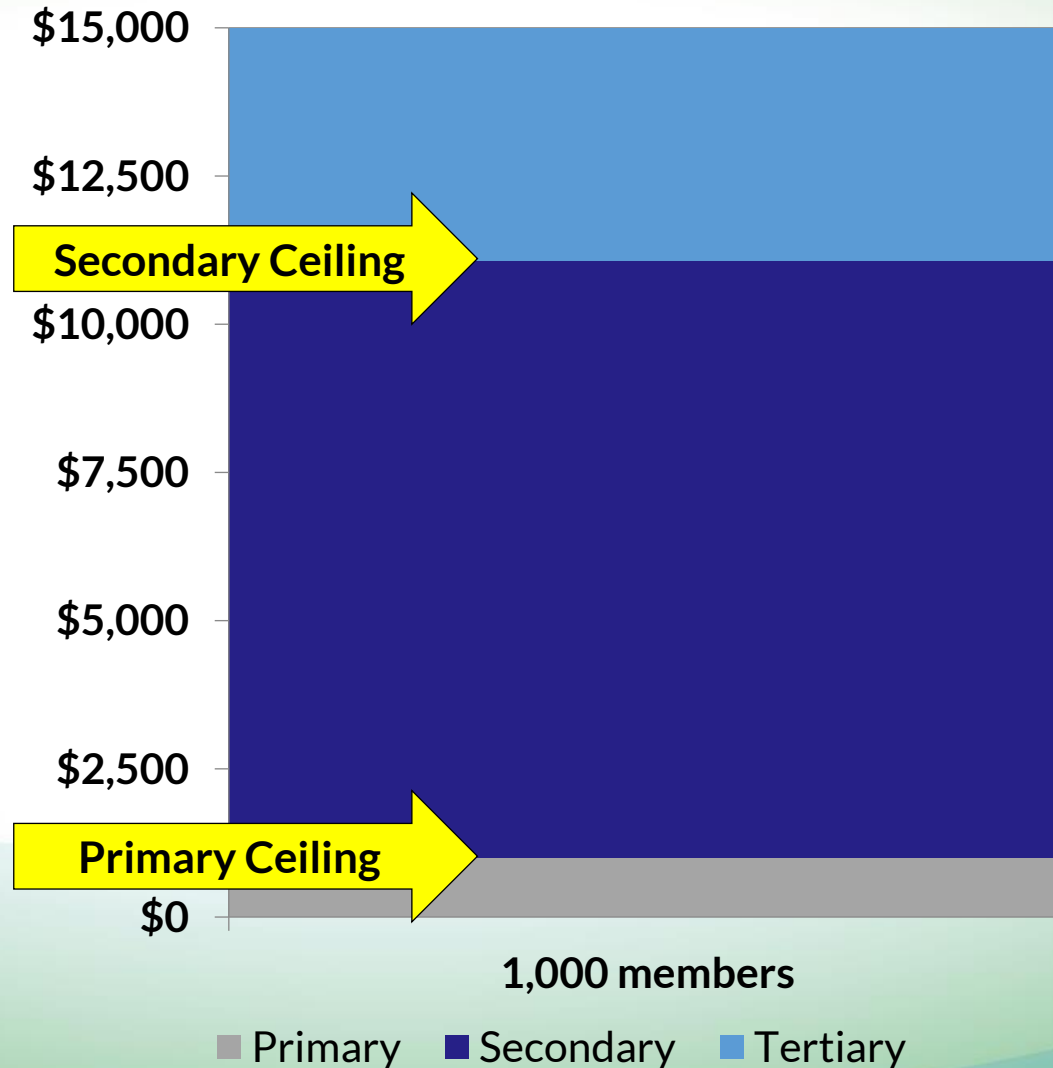 $15,000
$12,500
Secondary Ceiling
$10,000
$7,500
$5,000
$2,500
Primary Ceiling
$0
1,000 members
Primary Secondary Tertiary